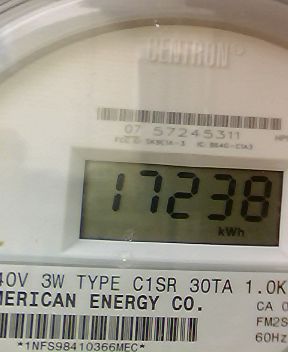 CENTRON®
07 57245311
17238
kWh
40V 3W TYPE C1SR 30TA 1.0K
MERICAN ENERGY CO.
CA 0
FM2S
60Hz
*1NFS98410366MEC*